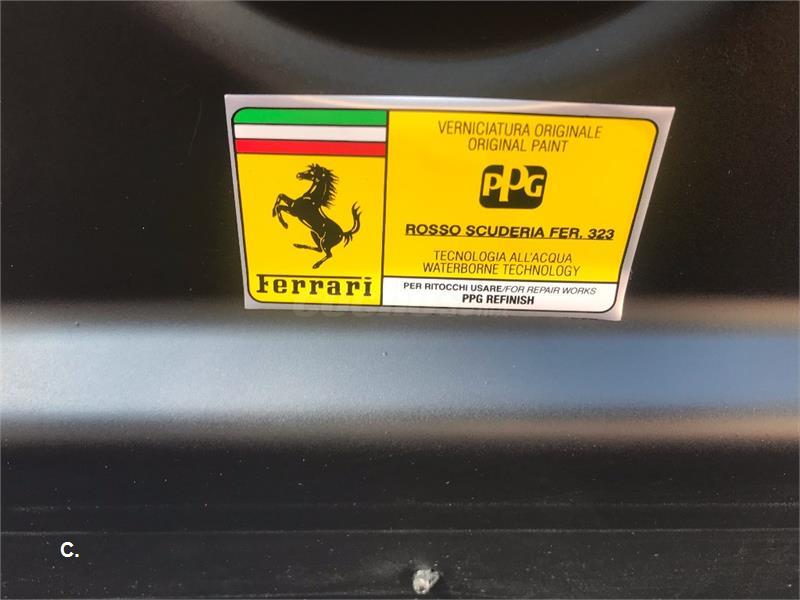 Ferrari
VERNICIATURA ORIGINALE
ORIGINAL PAINT
PPG
ROSSO SCUDERIA FER. 323
TECNOLOGIA ALL'ACQUA
WATERBORNE TECHNOLOGY
PER RITOCCHI USARE/FOR REPAIR WORKS
PPG REFINISH
C.